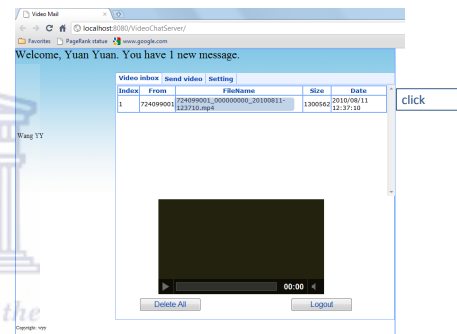 Video Mail
localhost:8080/VideoChatServer/
Favorites PageRank statue www.google.com
Welcome, Yuan Yuan. You have 1 new message.
Video inbox Send video Setting
Index From FileName Size Date
1 724099001 724099001_000000000_20100811-123710.mp4 1300562 2010/08/11 12:37:10
click
Wang YY
00:00
Delete All Logout
the
Copyright: wyy